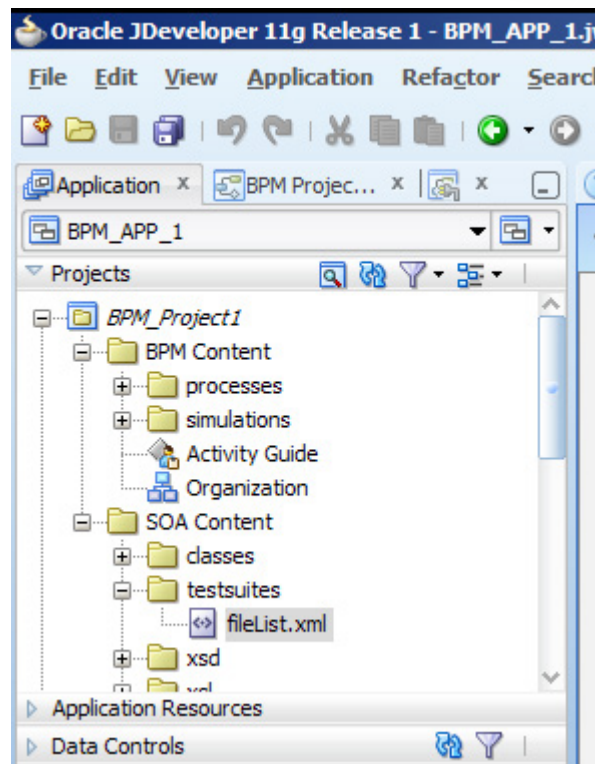 Oracle JDeveloper 11g Release 1 - BPM_APP_1.j
File Edit View Application Refactor Search
Application x BPM Projec... x x
BPM_APP_1
Projects
BPM_Project1
BPM Content
processes
simulations
Activity Guide
Organization
SOA Content
classes
testsuites
fileList.xml
xsd
xsl
Application Resources
Data Controls